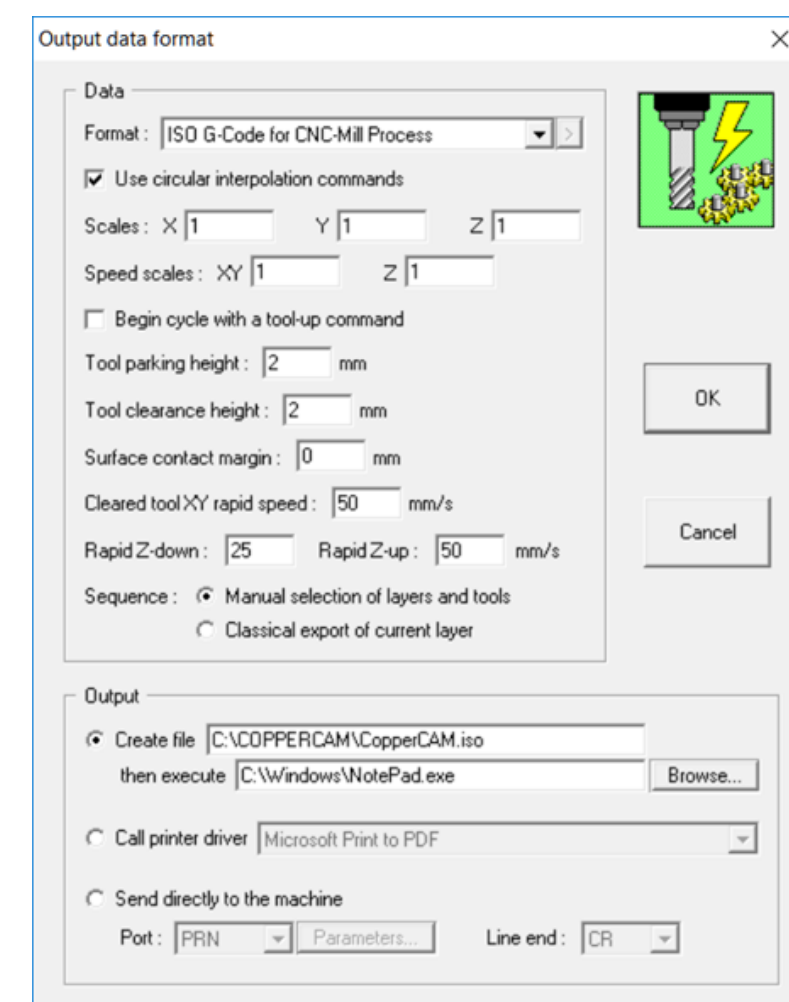 Output data format
Data
Format : ISO G-Code for CNC-Mill Process >
Use circular interpolation commands
Scales : X 1 Y 1 Z 1
Speed scales : XY 1 Z 1
Begin cycle with a tool-up command
Tool parking height : 2 mm
Tool clearance height : 2 mm
Surface contact margin : 0 mm
Cleared tool XY rapid speed : 50 mm/s
Rapid Z-down : 25 Rapid Z-up : 50 mm/s
Sequence : Manual selection of layers and tools
Classical export of current layer
OK
Cancel
Output
Create file C:\COPPERCAM\CopperCAM.iso
then execute C:\Windows\NotePad.exe Browse...
Call printer driver Microsoft Print to PDF
Send directly to the machine
Port : PRN Parameters... Line end : CR